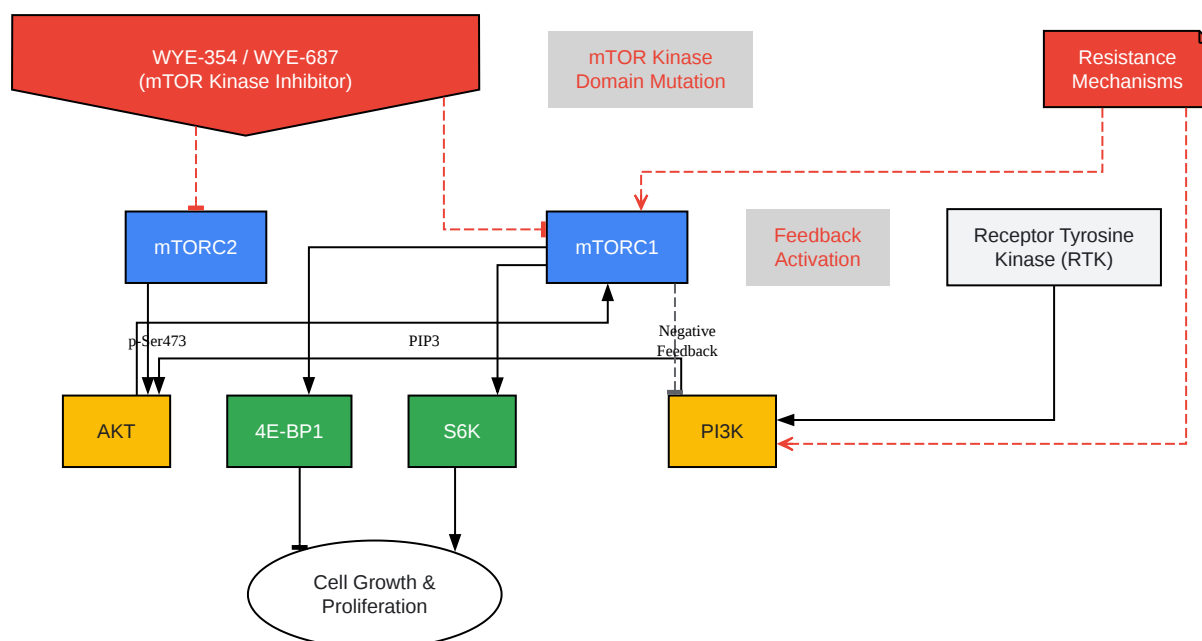 WYE-354 / WYE-687
(mTOR Kinase Inhibitor)
mTOR Kinase
Domain Mutation
Resistance
Mechanisms
mTORC2
mTORC1
Feedback
Activation
Receptor Tyrosine
Kinase (RTK)
p-Ser473
PIP3
Negative
Feedback
AKT
4E-BP1
S6K
PI3K
Cell Growth &
Proliferation